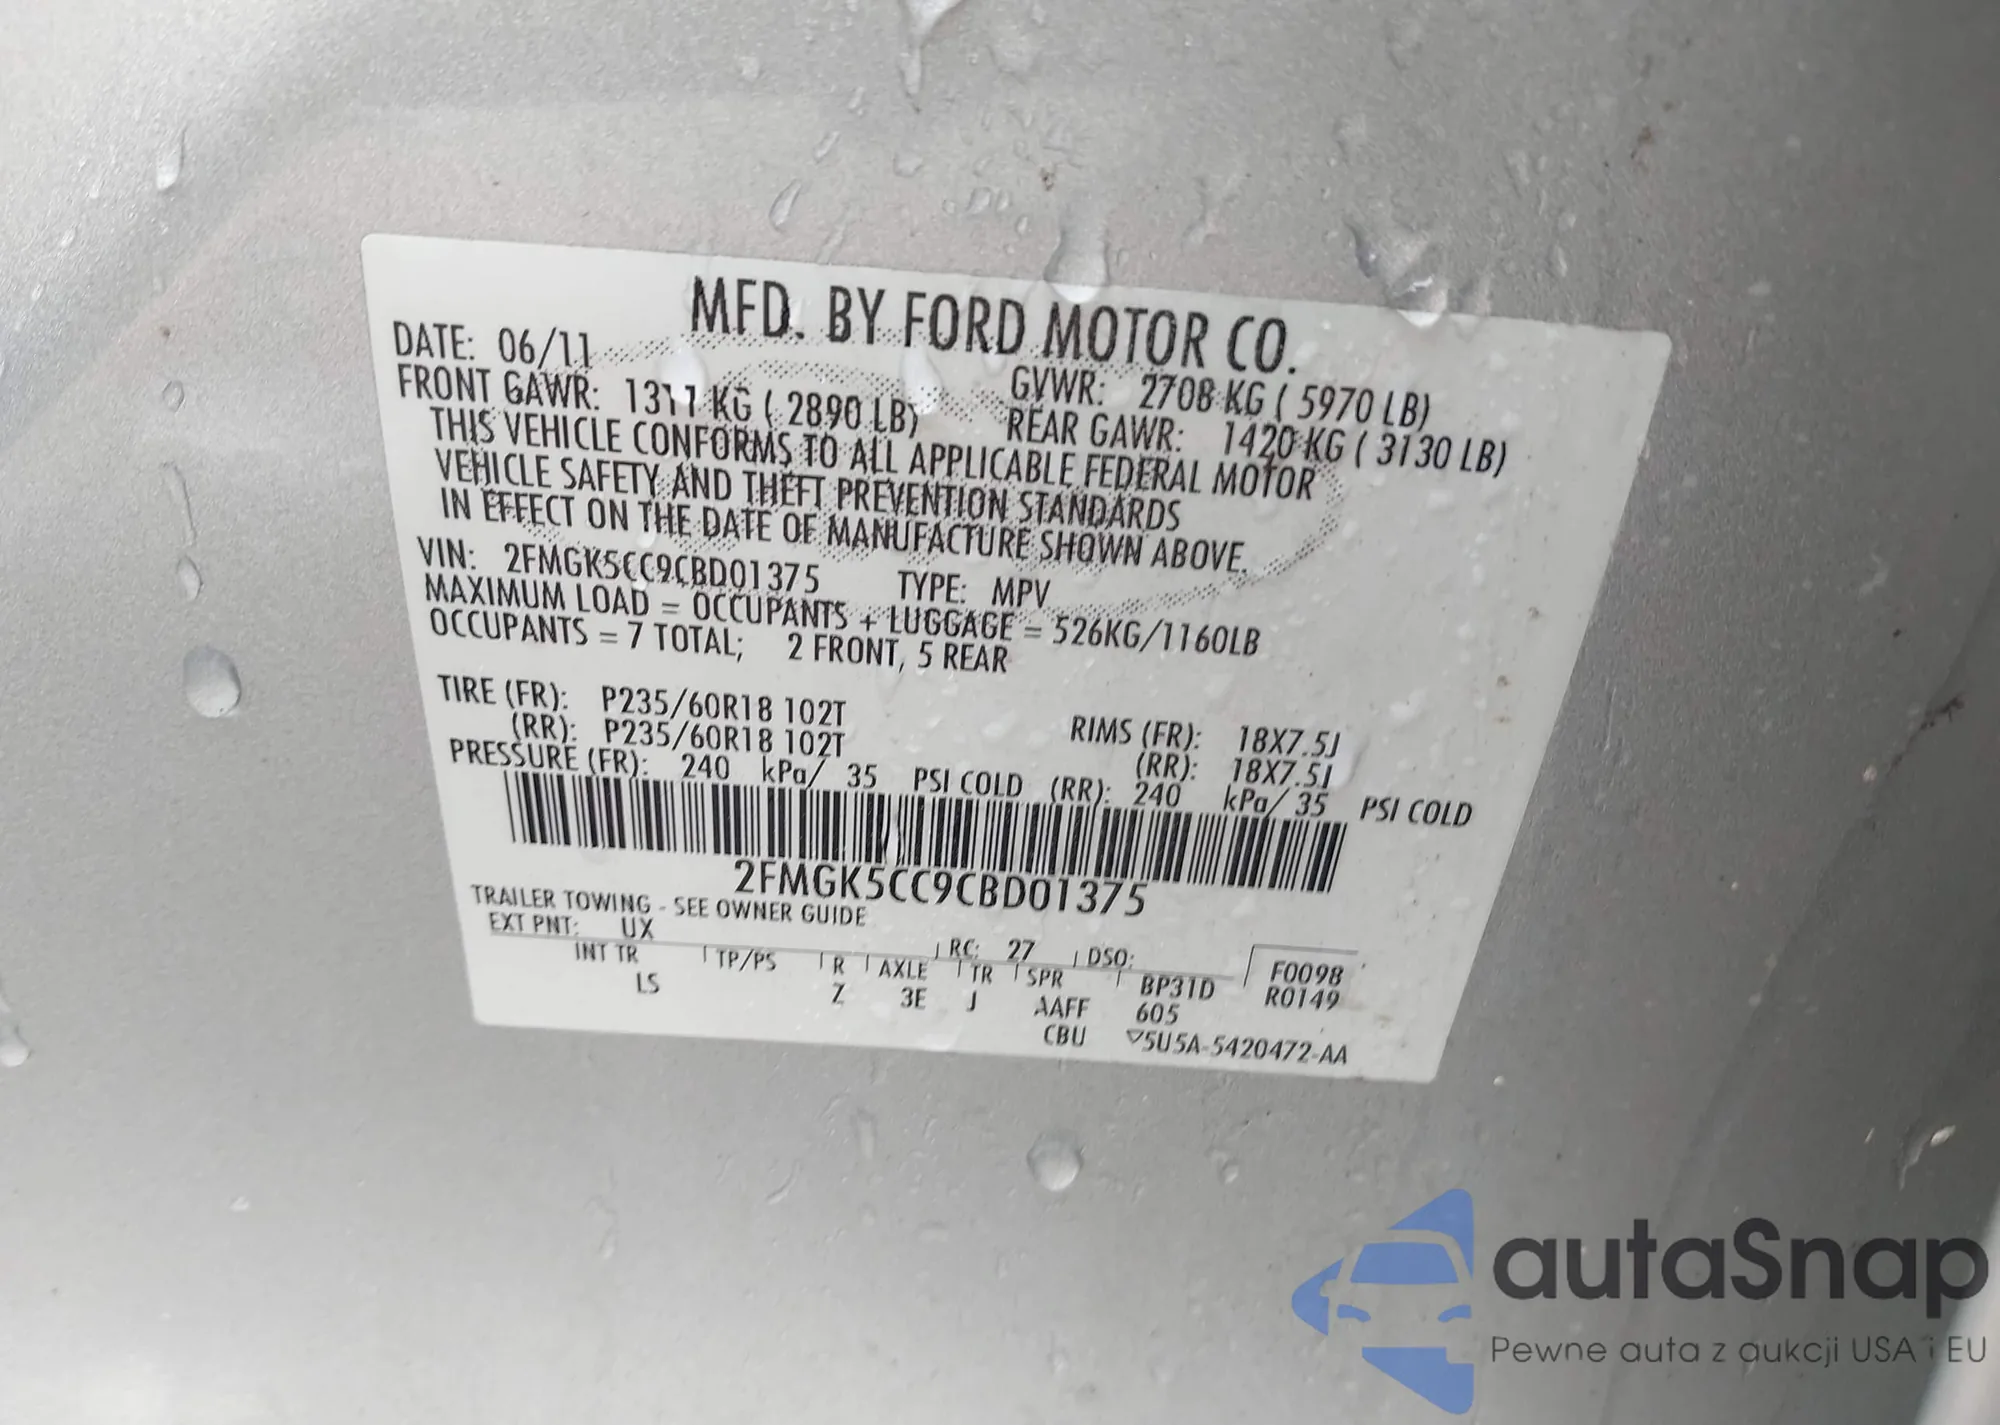 MFD. BY FORD MOTOR CO.
DATE: 06/11
GVWR: 2708 KG ( 5970 LB)
FRONT GAWR: 1311 KG ( 2890 LB)
REAR GAWR: 1420 KG ( 3130 LB)
THIS VEHICLE CONFORMS TO ALL APPLICABLE FEDERAL MOTOR
VEHICLE SAFETY AND THEFT PREVENTION STANDARDS
IN EFFECT ON THE DATE OF MANUFACTURE SHOWN ABOVE.
VIN: 2FMGK5CC9CBD01375 TYPE: MPV
MAXIMUM LOAD = OCCUPANTS + LUGGAGE = 526KG/1160LB
OCCUPANTS = 7 TOTAL; 2 FRONT, 5 REAR
TIRE (FR): P235/60R18 102T RIMS (FR): 18X7.5J
(RR): P235/60R18 102T (RR): 18X7.5J
PRESSURE (FR): 240 kPa/ 35 PSI COLD (RR): 240 kPa/ 35 PSI COLD
2FMGK5CC9CBD01375
TRAILER TOWING - SEE OWNER GUIDE
EXT PNT: UX RC: 27 DSO: F0098
INT TR TP/PS R AXLE TR SPR BP31D R0149
LS Z 3E J AAFF 605
CBU ▽5U5A-5420472-AA
autaSnap
Pewne auta z aukcji USA i EU